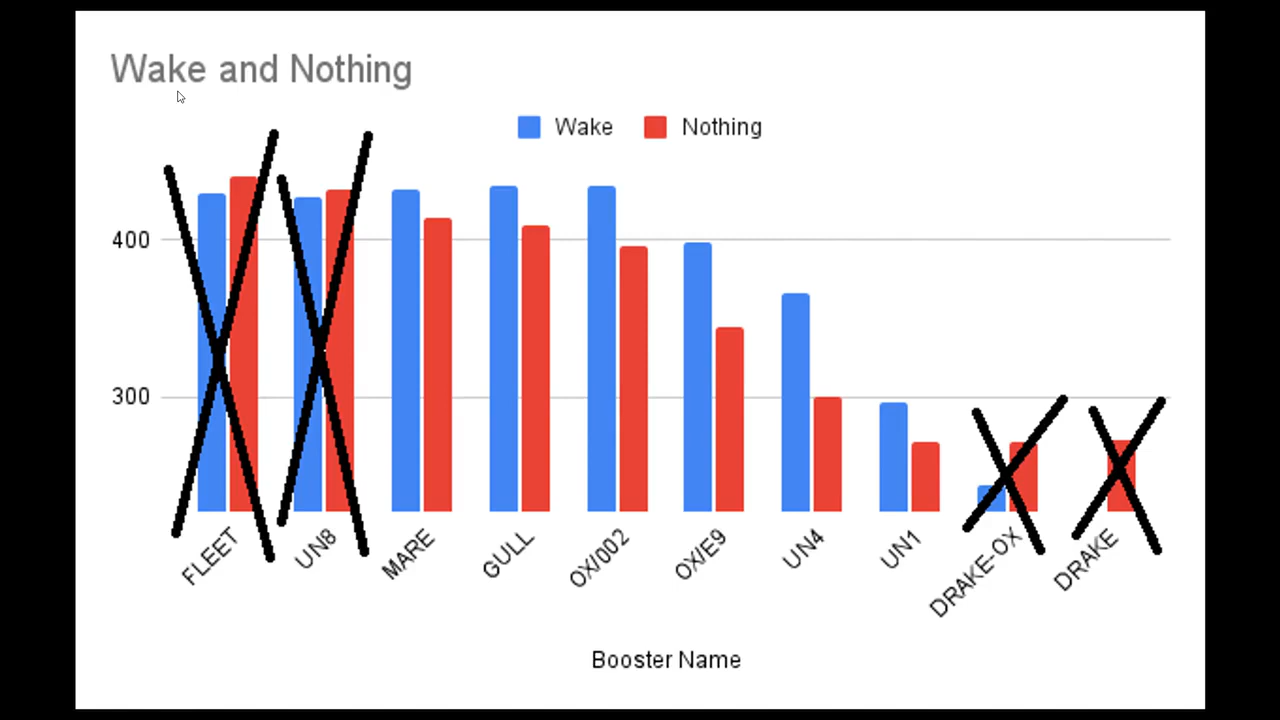 Wake and Nothing
Wake Nothing
400
300
FLEET UN8 MARE GULL OX/002 OX/E9 UN4 UN1 DRAKE-OX DRAKE
Booster Name